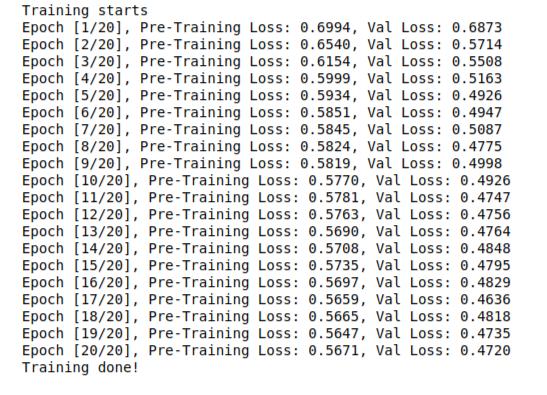 Training starts
Epoch [1/20], Pre-Training Loss: 0.6994, Val Loss: 0.6873
Epoch [2/20], Pre-Training Loss: 0.6540, Val Loss: 0.5714
Epoch [3/20], Pre-Training Loss: 0.6154, Val Loss: 0.5508
Epoch [4/20], Pre-Training Loss: 0.5999, Val Loss: 0.5163
Epoch [5/20], Pre-Training Loss: 0.5934, Val Loss: 0.4926
Epoch [6/20], Pre-Training Loss: 0.5851, Val Loss: 0.4947
Epoch [7/20], Pre-Training Loss: 0.5845, Val Loss: 0.5087
Epoch [8/20], Pre-Training Loss: 0.5824, Val Loss: 0.4775
Epoch [9/20], Pre-Training Loss: 0.5819, Val Loss: 0.4998
Epoch [10/20], Pre-Training Loss: 0.5770, Val Loss: 0.4926
Epoch [11/20], Pre-Training Loss: 0.5781, Val Loss: 0.4747
Epoch [12/20], Pre-Training Loss: 0.5763, Val Loss: 0.4756
Epoch [13/20], Pre-Training Loss: 0.5690, Val Loss: 0.4764
Epoch [14/20], Pre-Training Loss: 0.5708, Val Loss: 0.4848
Epoch [15/20], Pre-Training Loss: 0.5735, Val Loss: 0.4795
Epoch [16/20], Pre-Training Loss: 0.5697, Val Loss: 0.4829
Epoch [17/20], Pre-Training Loss: 0.5659, Val Loss: 0.4636
Epoch [18/20], Pre-Training Loss: 0.5665, Val Loss: 0.4818
Epoch [19/20], Pre-Training Loss: 0.5647, Val Loss: 0.4735
Epoch [20/20], Pre-Training Loss: 0.5671, Val Loss: 0.4720
Training done!